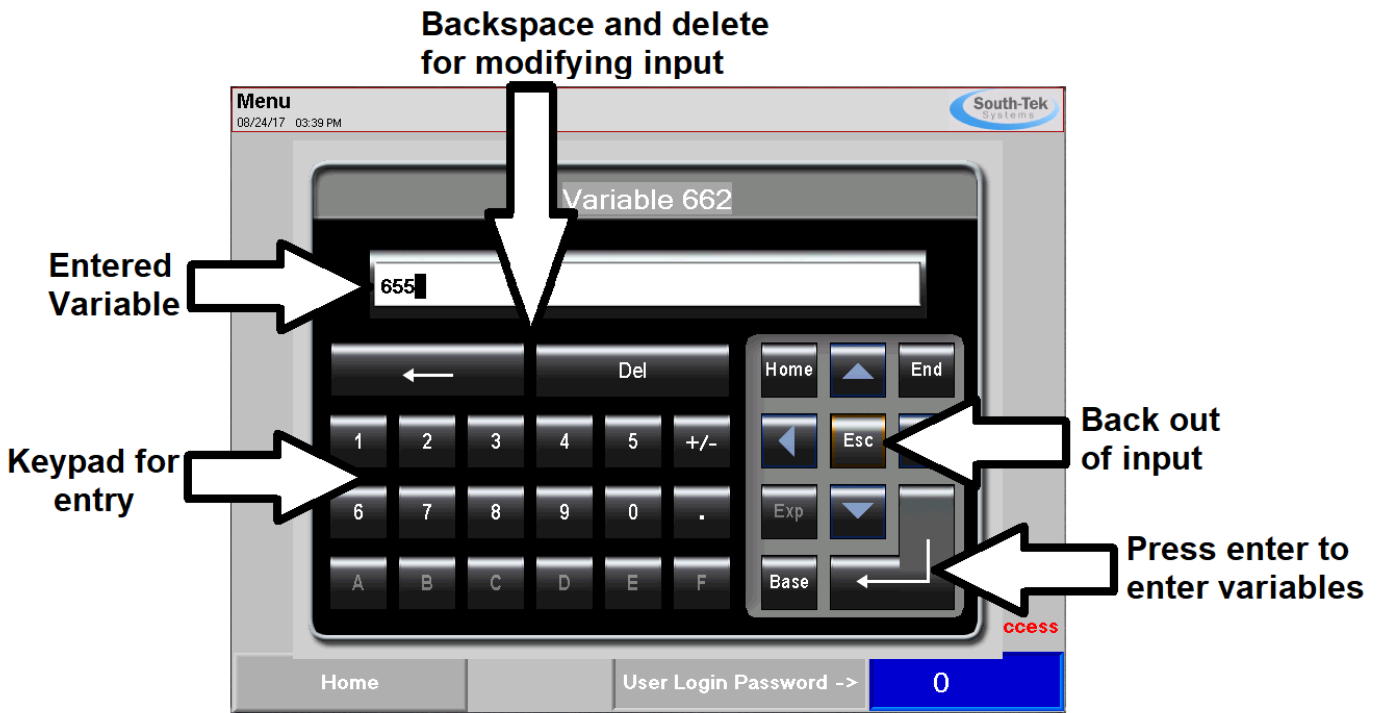 Backspace and delete
for modifying input
Menu
08/24/17 03:39 PM
South-Tek
Systems
Variable 662
Entered
Variable
655
← Del
Home End
1 2 3 4 5 +/-
Esc
Back out
of input
Keypad for
entry
6 7 8 9 0 .
Exp
Press enter to
enter variables
A B C D E F
Base
ccess
Home
User Login Password ->
0